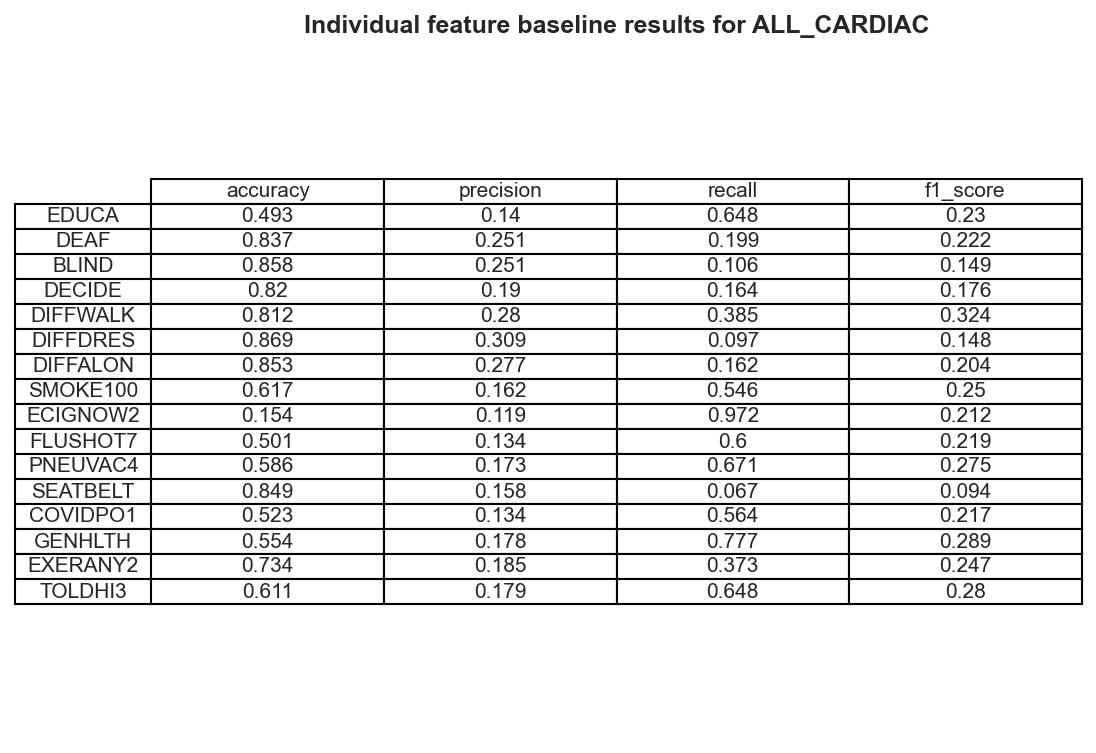 Individual feature baseline results for ALL_CARDIAC
accuracy precision recall f1_score
EDUCA 0.493 0.14 0.648 0.23
DEAF 0.837 0.251 0.199 0.222
BLIND 0.858 0.251 0.106 0.149
DECIDE 0.82 0.19 0.164 0.176
DIFFWALK 0.812 0.28 0.385 0.324
DIFFDRES 0.869 0.309 0.097 0.148
DIFFALON 0.853 0.277 0.162 0.204
SMOKE100 0.617 0.162 0.546 0.25
ECIGNOW2 0.154 0.119 0.972 0.212
FLUSHOT7 0.501 0.134 0.6 0.219
PNEUVAC4 0.586 0.173 0.671 0.275
SEATBELT 0.849 0.158 0.067 0.094
COVIDPO1 0.523 0.134 0.564 0.217
GENHLTH 0.554 0.178 0.777 0.289
EXERANY2 0.734 0.185 0.373 0.247
TOLDHI3 0.611 0.179 0.648 0.28